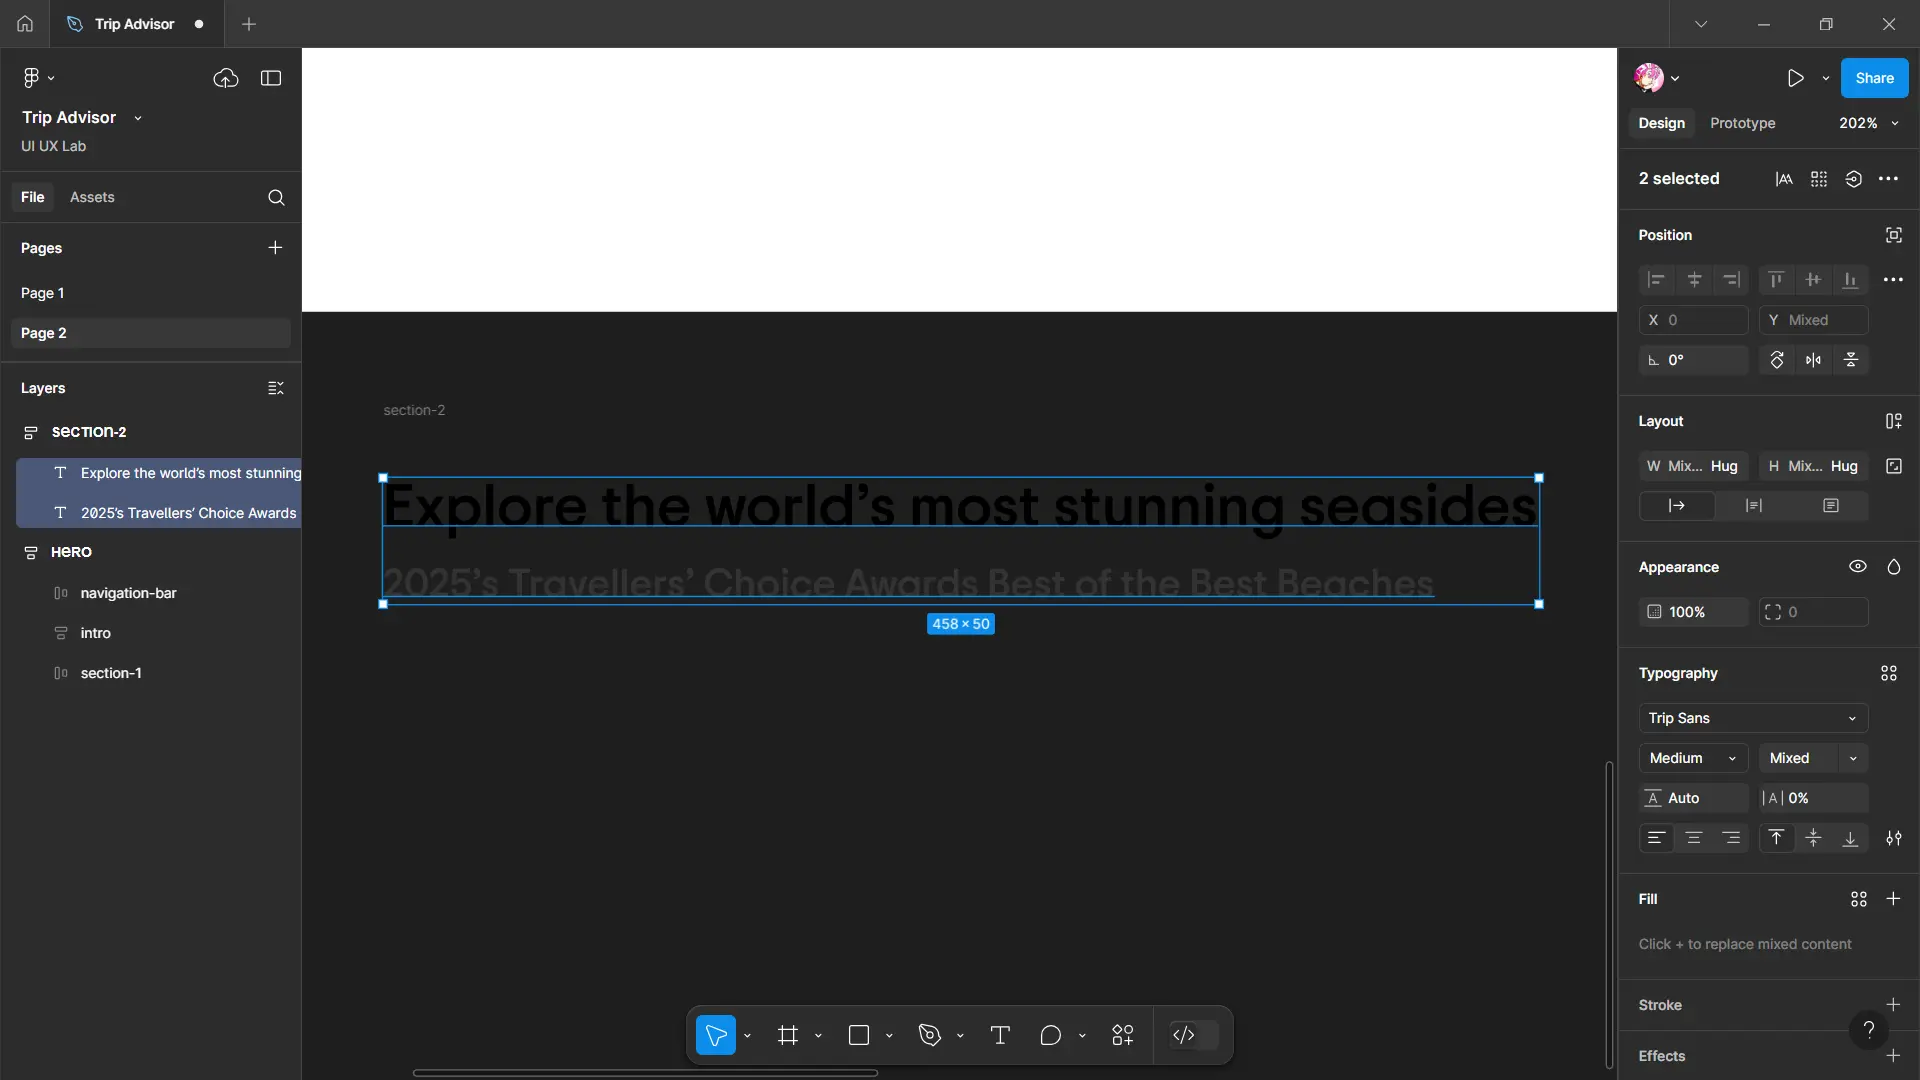 Trip Advisor
Trip Advisor
UI UX Lab
File Assets
Pages
Page 1
Page 2
Layers
section-2
Explore the world’s most stunning
2025’s Travellers’ Choice Awards
Hero
navigation-bar
intro
section-1
section-2
Explore the world’s most stunning seasides
2025’s Travellers’ Choice Awards Best of the Best Beaches
458 × 50
Share
Design Prototype 202%
2 selected
Position
X 0 Y Mixed
0°
Layout
W Mix... Hug H Mix... Hug
Appearance
100% 0
Typography
Trip Sans
Medium Mixed
A Auto |A| 0%
Fill
Click + to replace mixed content
Stroke
?
Effects